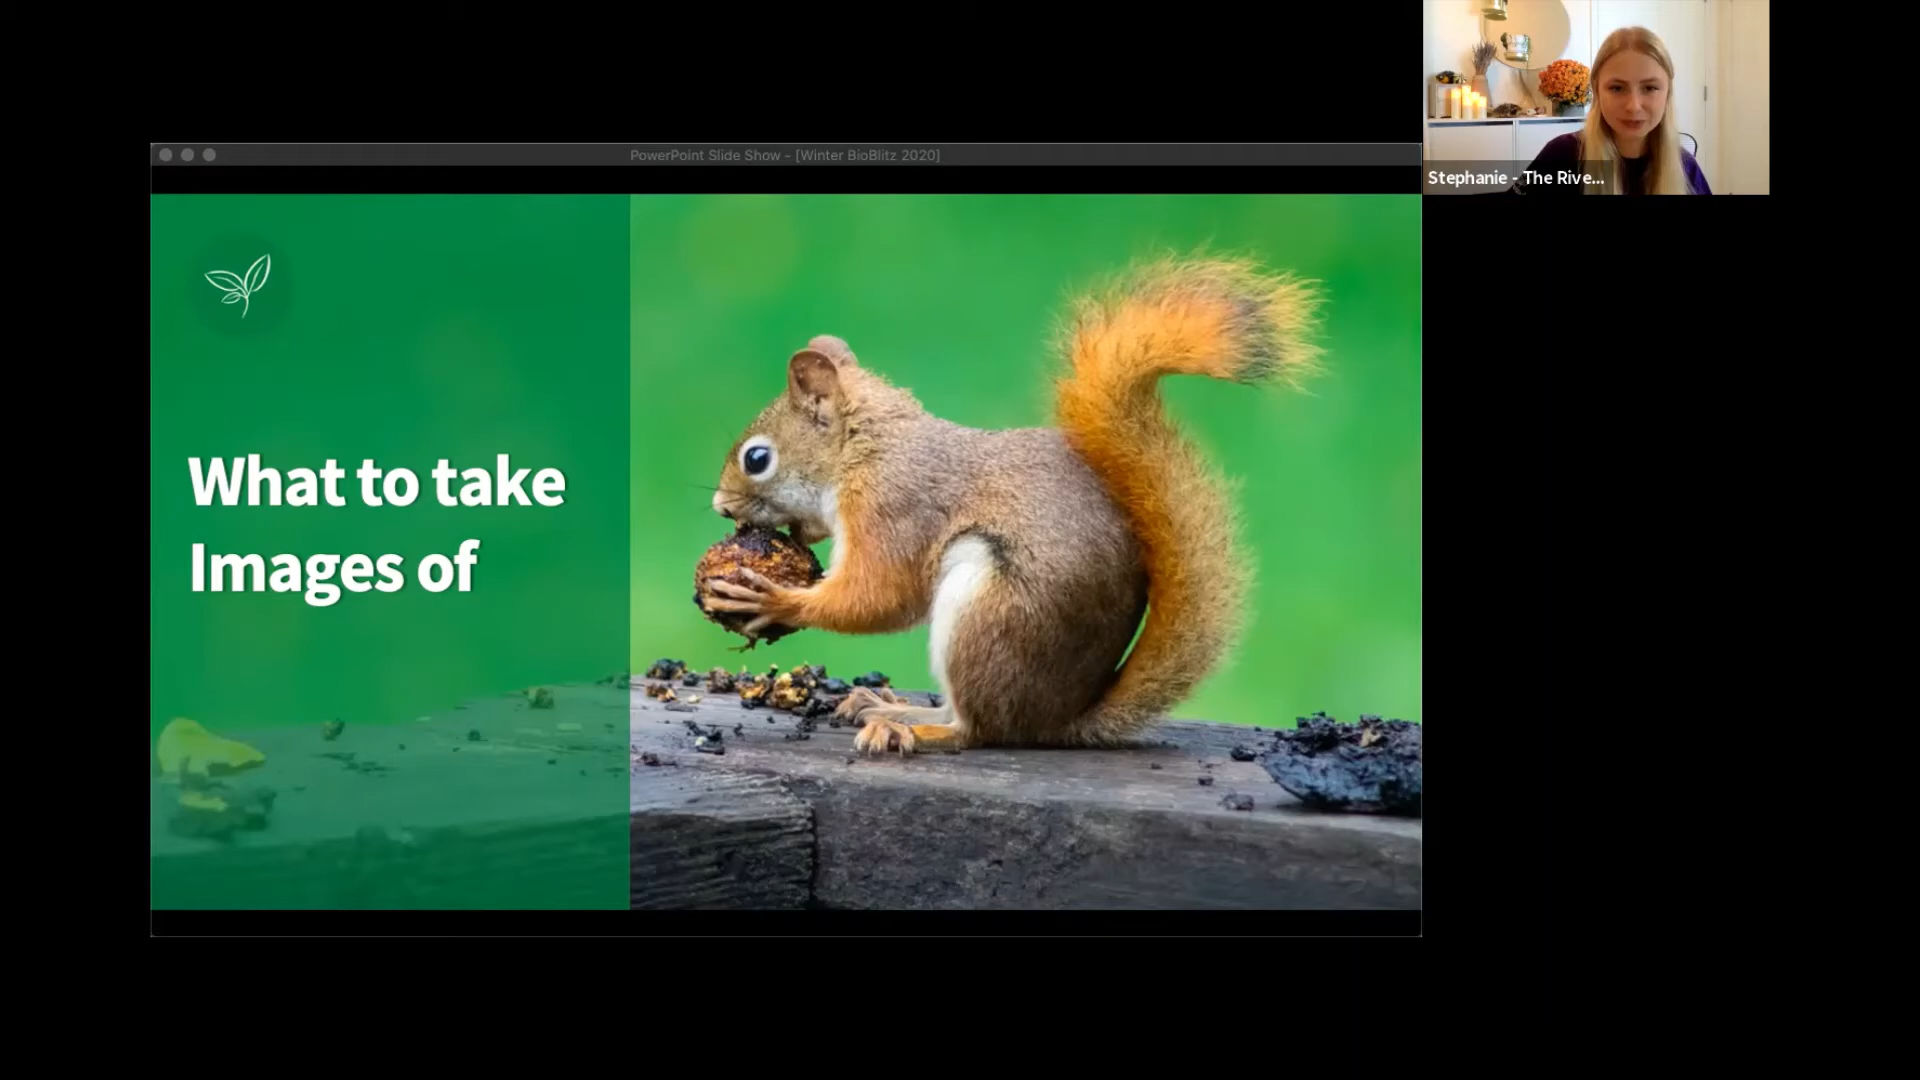 PowerPoint Slide Show - [Winter BioBlitz 2020]
Stephanie - The Rive...
What to take
Images of